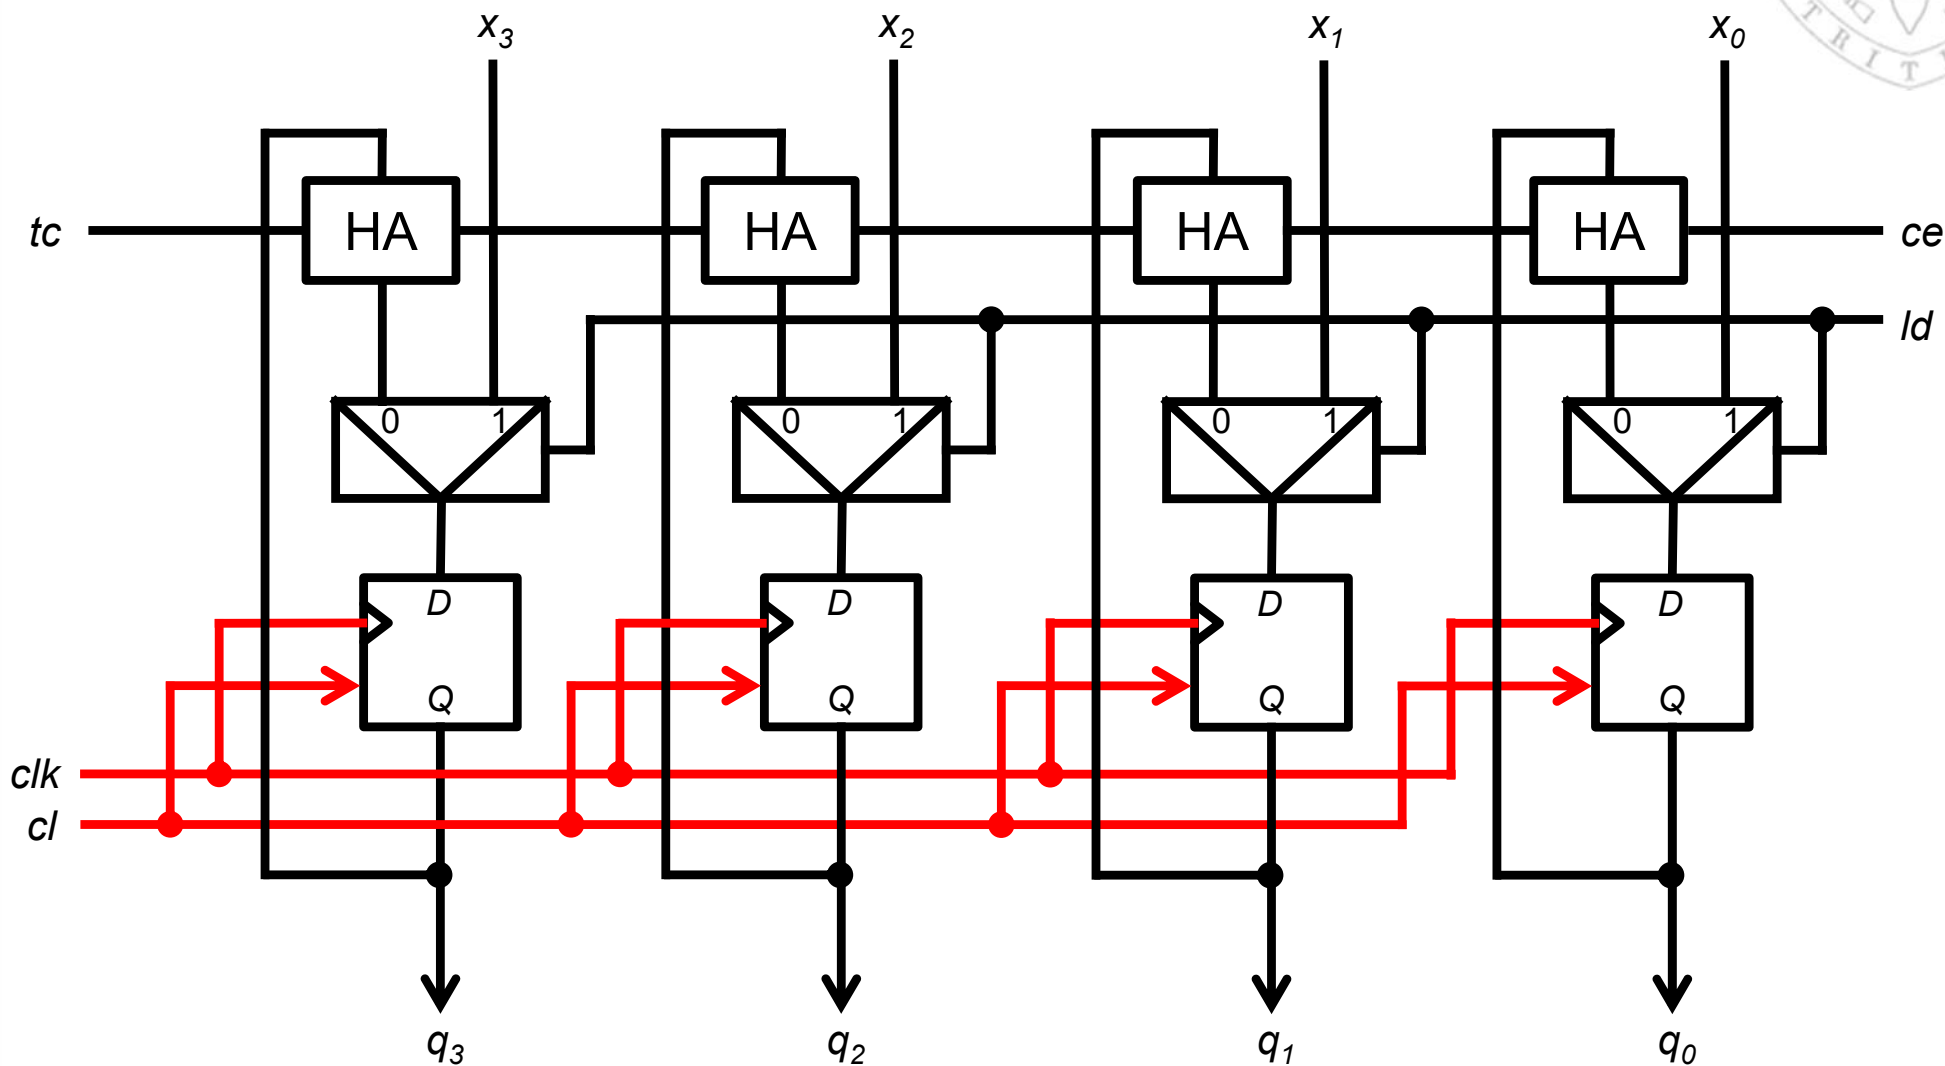 x3 x2 x1 x0
T R I T
tc HA HA HA HA ce
ld
0 1 0 1 0 1 0 1
D D D D
Q Q Q Q
clk
cl
q3 q2 q1 q0